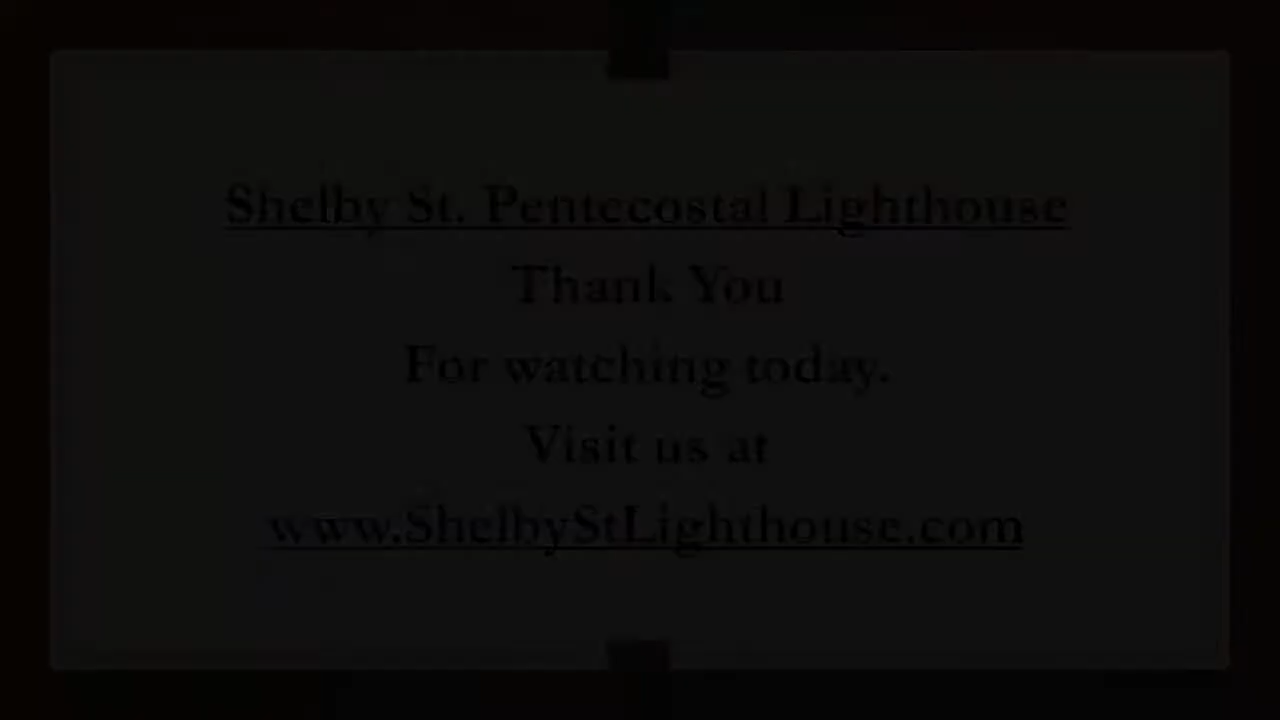 Shelby St. Pentecostal Lighthouse
Thank You
For watching today.
Visit us at
www.ShelbyStLighthouse.com